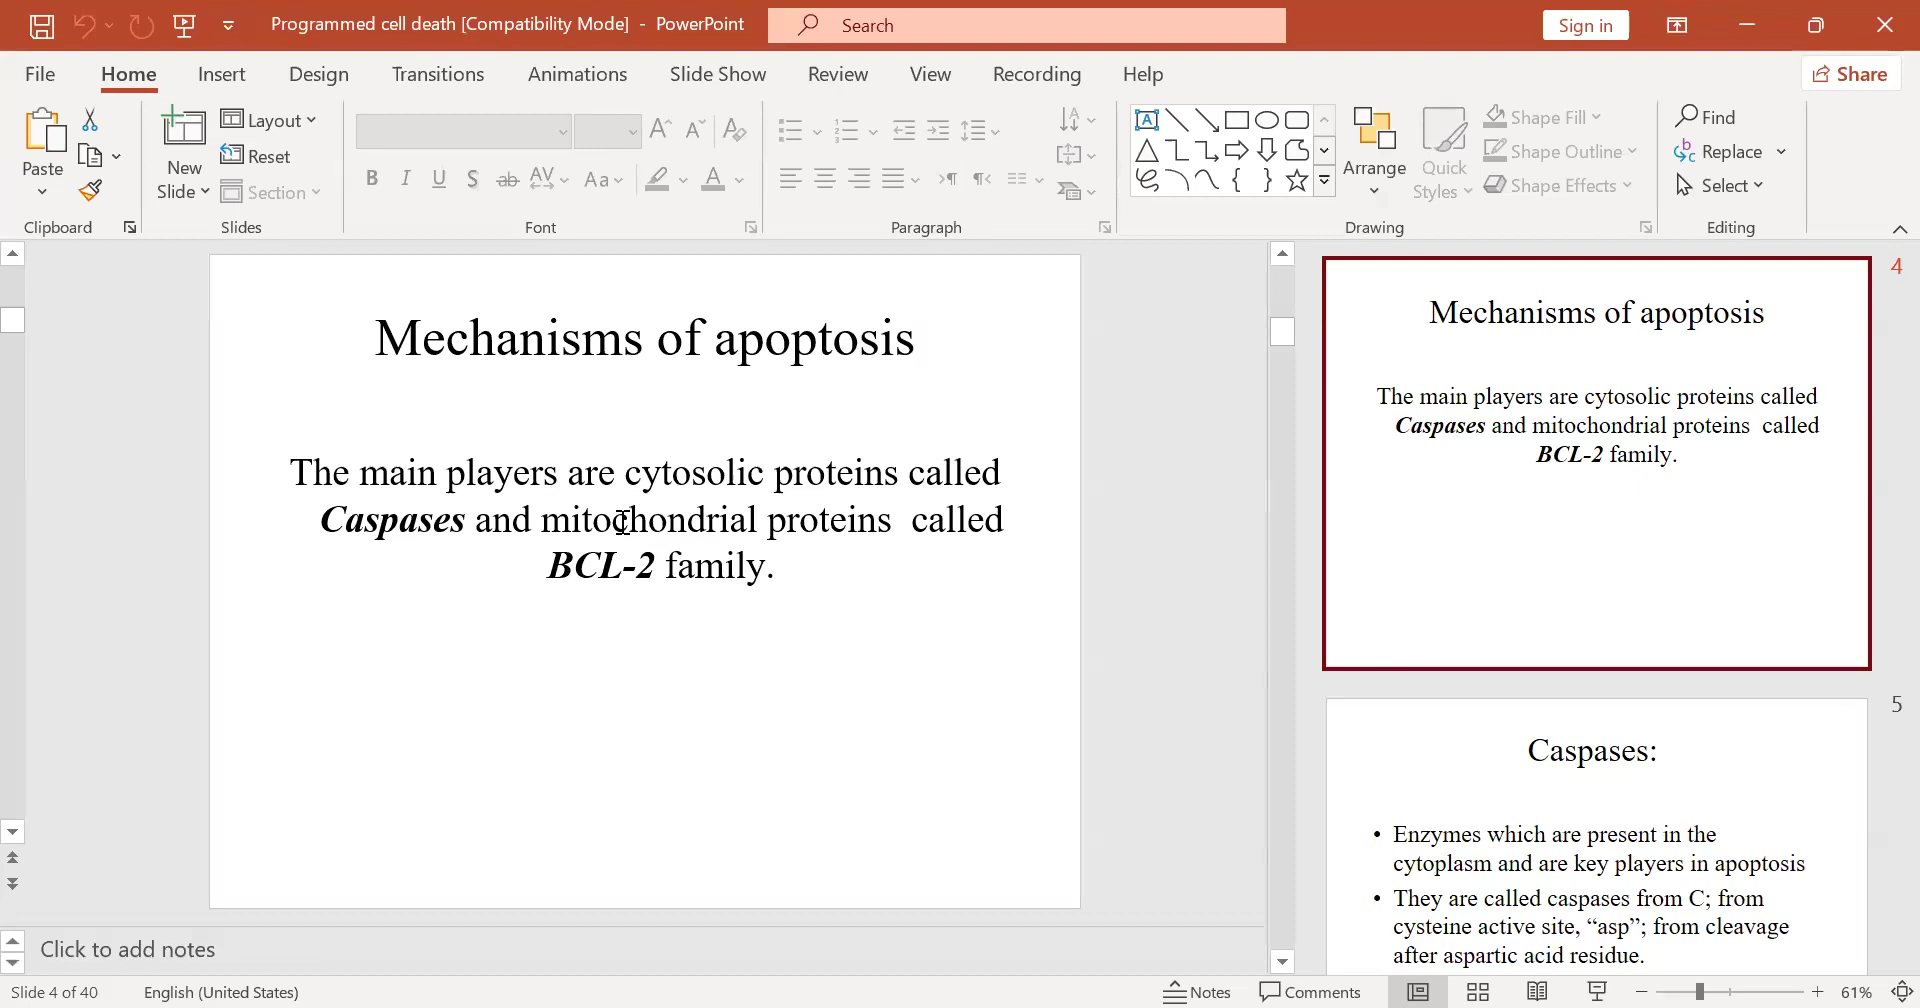 Programmed cell death [Compatibility Mode] - PowerPoint
Search
Sign in
File Home Insert Design Transitions Animations Slide Show Review View Recording Help
Share
Paste
New
Slide
Layout
Reset
Section
B I U S ab AV Aa A
A
Arrange
Quick
Styles
Shape Fill
Shape Outline
Shape Effects
Find
Replace
Select
Clipboard Slides Font Paragraph Drawing Editing
Mechanisms of apoptosis
The main players are cytosolic proteins called
Caspases and mitochondrial proteins called
BCL-2 family.
4
Mechanisms of apoptosis
The main players are cytosolic proteins called
Caspases and mitochondrial proteins called
BCL-2 family.
5
Caspases:
• Enzymes which are present in the
cytoplasm and are key players in apoptosis
• They are called caspases from C; from
cysteine active site, “asp”; from cleavage
after aspartic acid residue.
Click to add notes
Slide 4 of 40 English (United States) Notes Comments 61%